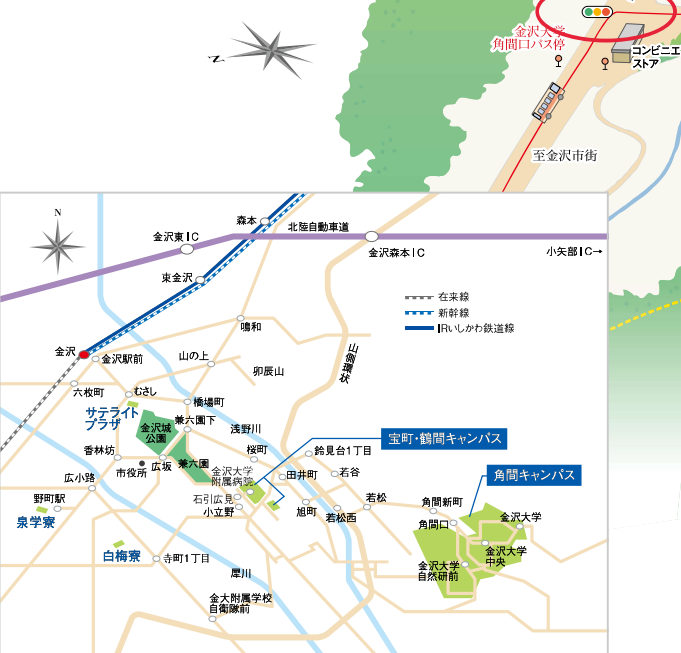 N
金沢大学
角間口バス停
コンビニエ
ストア
至金沢市街
N
森本
北陸自動車道
金沢東IC
金沢森本IC
小矢部IC→
東金沢
在来線
新幹線
IRいしかわ鉄道線
鳴和
金沢
金沢駅前
山の上
卯辰山
山側環状
六枚町
むさし
橋場町
サテライト
プラザ
金沢城
公園
兼六園下
浅野川
宝町・鶴間キャンパス
香林坊
市役所
広坂
兼六園
桜町
鈴見台1丁目
金沢大学
附属病院
田井町
若谷
角間キャンパス
広小路
野町駅
石引広見
小立野
旭町
若松西
若松
角間新町
角間口
金沢大学
泉学寮
白梅寮
寺町1丁目
犀川
金沢大学
中央
金沢大学
自然研前
金大附属学校
自衛隊前